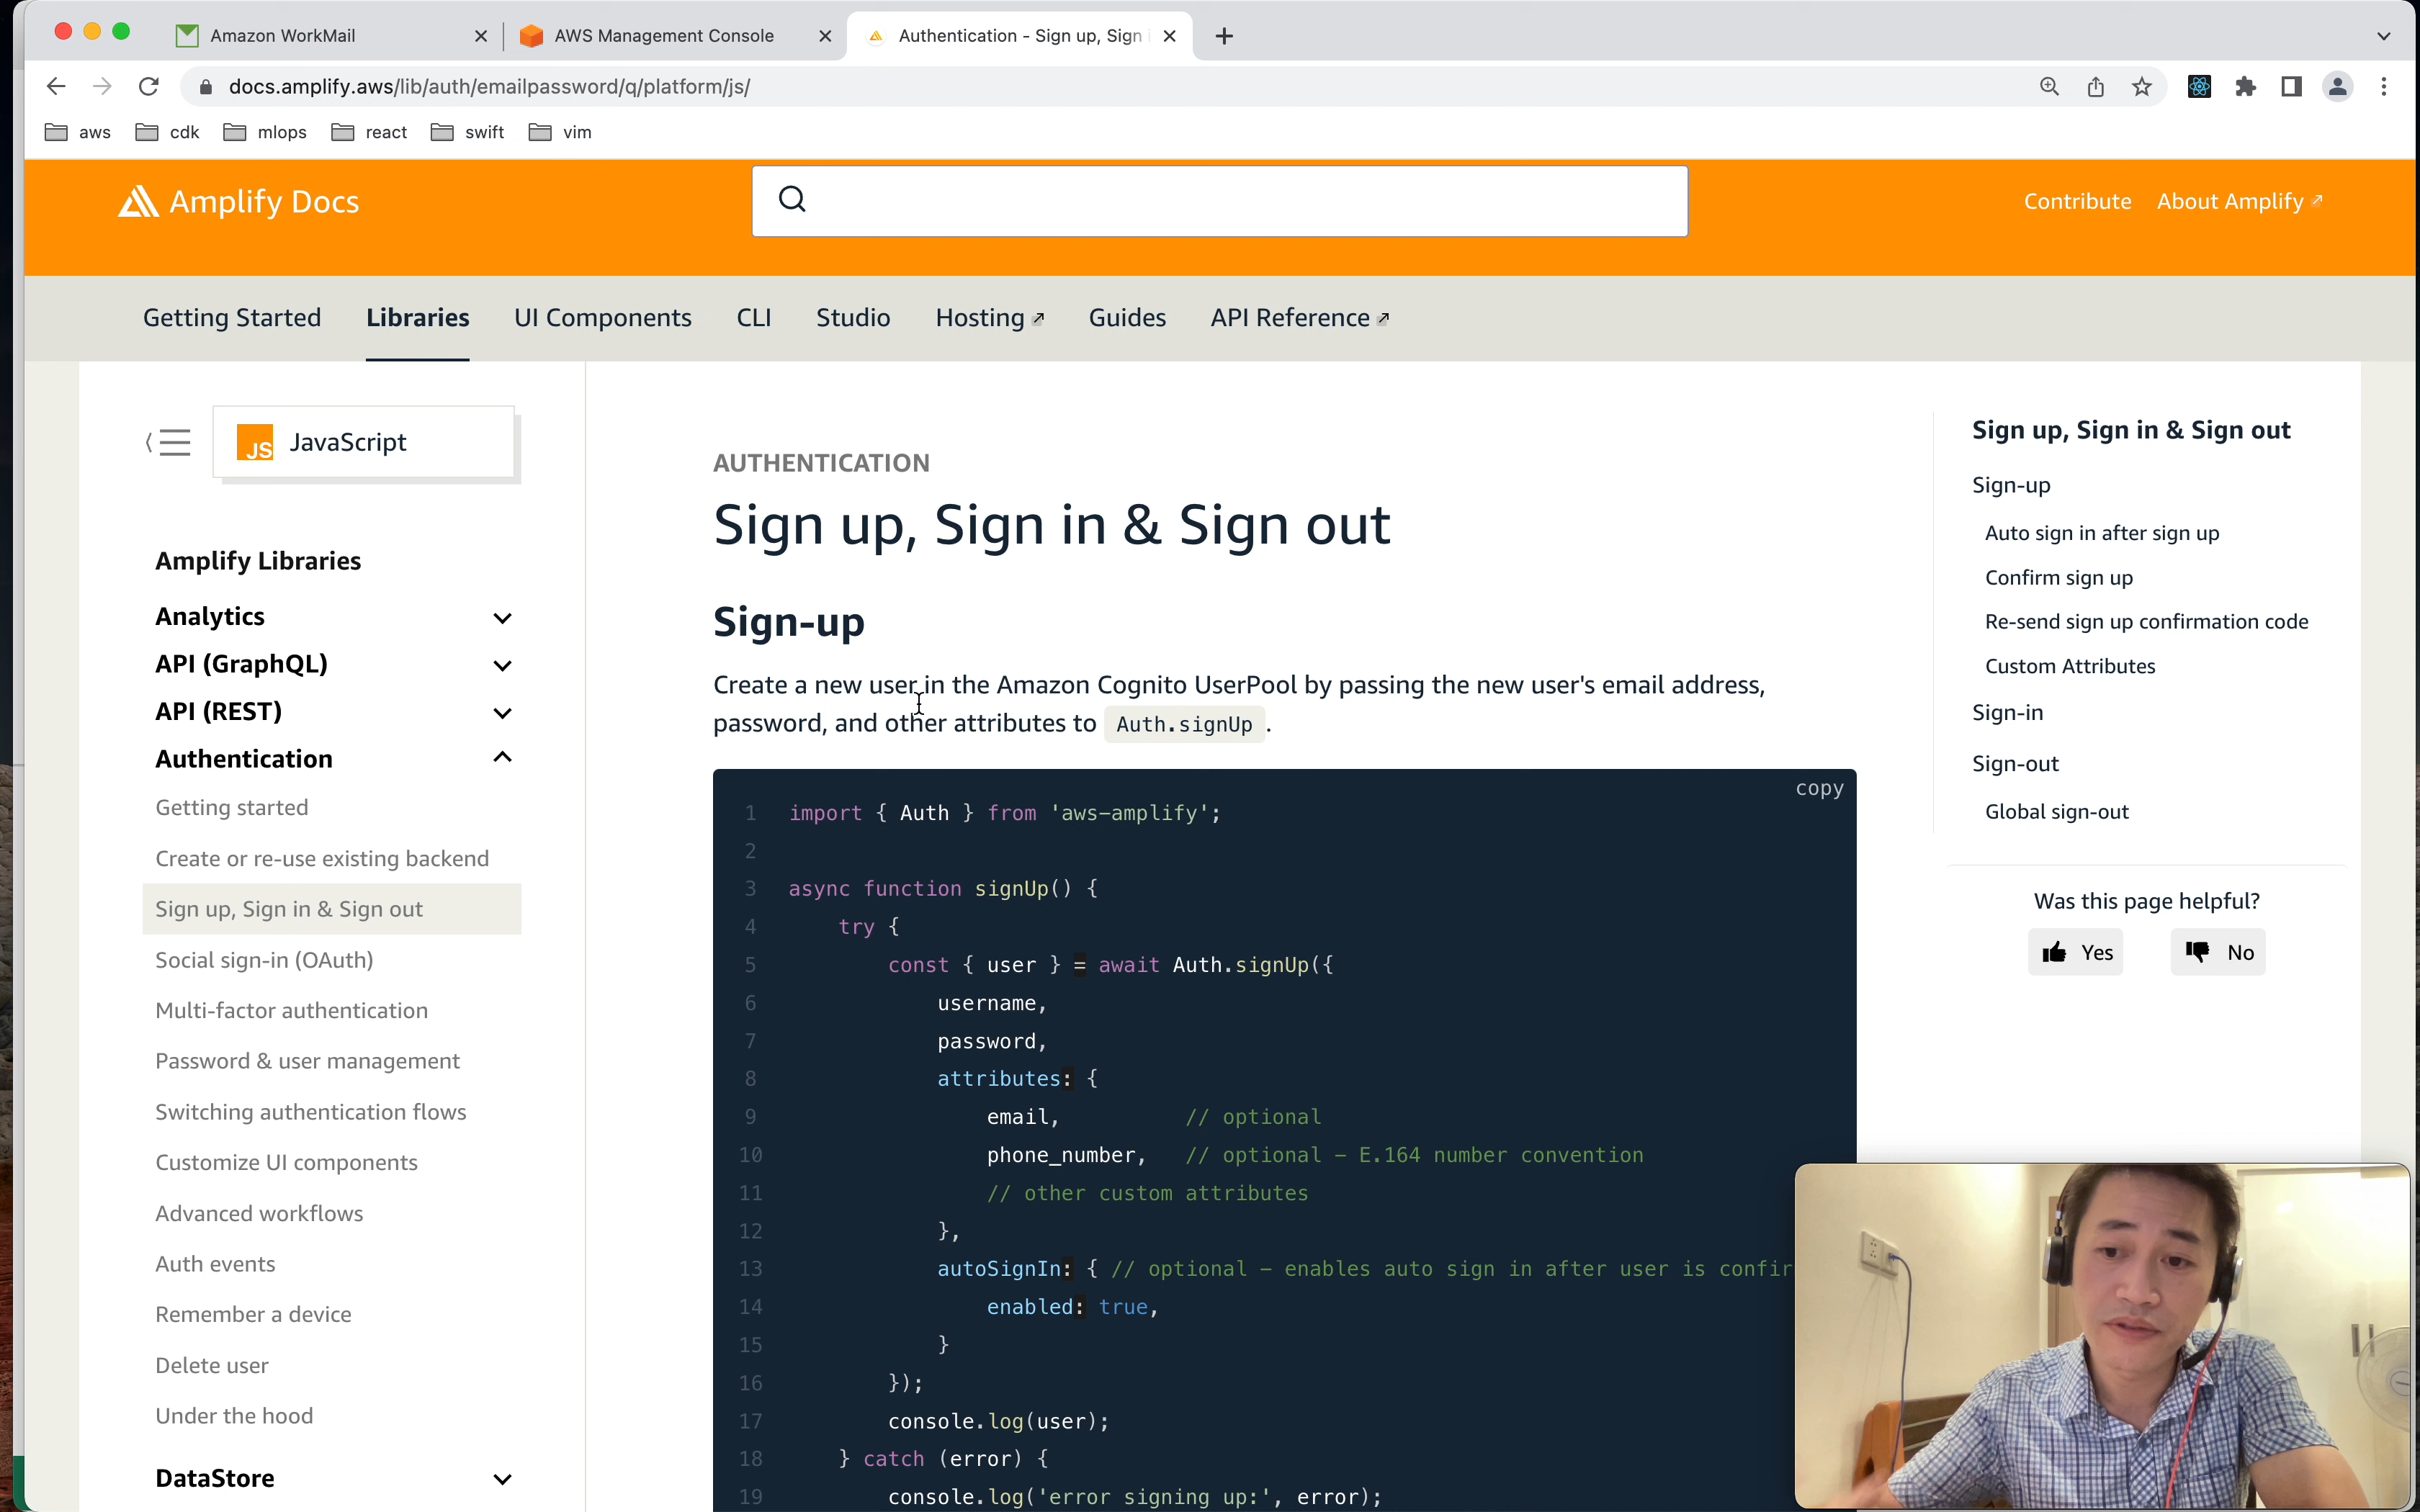 Amazon WorkMail
AWS Management Console
Authentication - Sign up, Sign i
docs.amplify.aws/lib/auth/emailpassword/q/platform/js/
aws
cdk
mlops
react
swift
vim
Amplify Docs
Contribute
About Amplify
Getting Started
Libraries
UI Components
CLI
Studio
Hosting
Guides
API Reference
JS JavaScript
Amplify Libraries
Analytics
API (GraphQL)
API (REST)
Authentication
Getting started
Create or re-use existing backend
Sign up, Sign in & Sign out
Social sign-in (OAuth)
Multi-factor authentication
Password & user management
Switching authentication flows
Customize UI components
Advanced workflows
Auth events
Remember a device
Delete user
Under the hood
DataStore
AUTHENTICATION
Sign up, Sign in & Sign out
Sign-up
Create a new user in the Amazon Cognito UserPool by passing the new user's email address,
password, and other attributes to Auth.signUp.
copy
1 import { Auth } from 'aws-amplify';
2
3 async function signUp() {
4 try {
5 const { user } = await Auth.signUp({
6 username,
7 password,
8 attributes: {
9 email, // optional
10 phone_number, // optional - E.164 number convention
11 // other custom attributes
12 },
13 autoSignIn: { // optional - enables auto sign in after user is confir
14 enabled: true,
15 }
16 });
17 console.log(user);
18 } catch (error) {
19 console.log('error signing up:', error);
Sign up, Sign in & Sign out
Sign-up
Auto sign in after sign up
Confirm sign up
Re-send sign up confirmation code
Custom Attributes
Sign-in
Sign-out
Global sign-out
Was this page helpful?
Yes
No